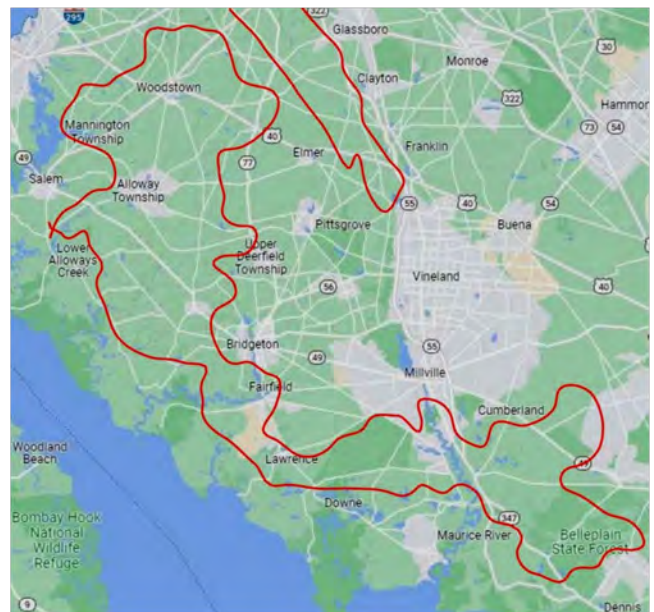 295
322
Glassboro
30
Woodstown
Clayton
Monroe
322
Hammon
Mannington
Township
40
73
54
49
Elmer
Franklin
77
Salem
Alloway
Township
55
40
54
Pittsgrove
Buena
Lower
Alloways
Creek
Upper
Deerfield
Township
Vineland
56
40
Bridgeton
55
49
Millville
Fairfield
Cumberland
Woodland
Beach
Lawrence
49
Downe
347
Bombay Hook
National
Wildlife
Refuge
Maurice River
Belleplain
State Forest
9
Dennis